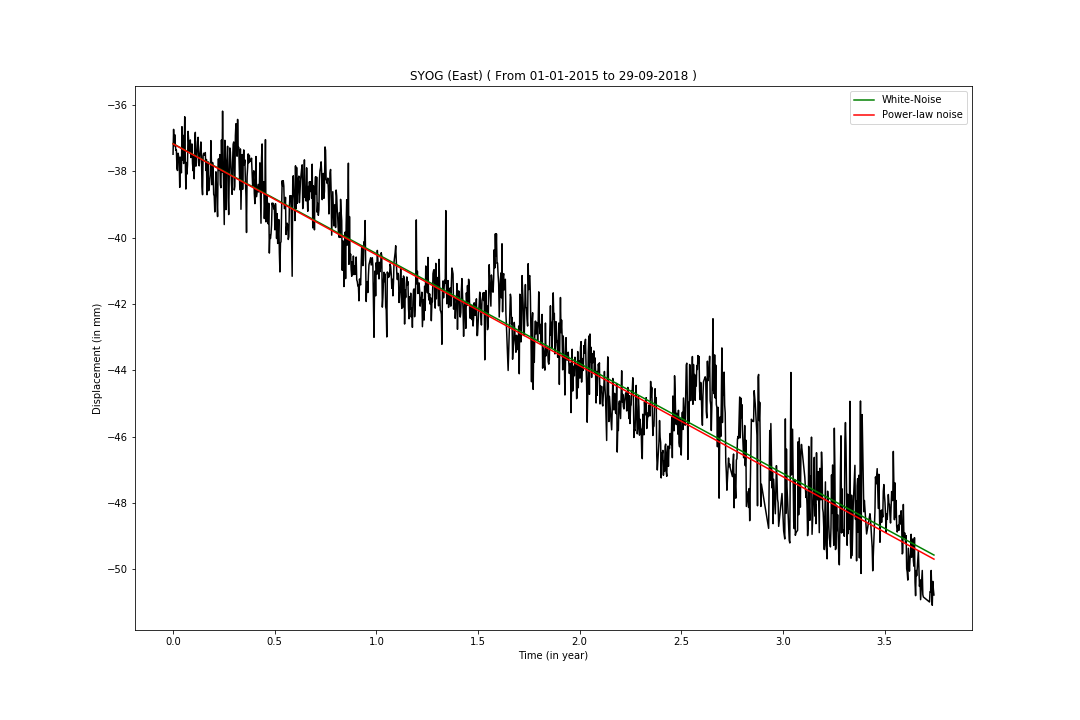 SYOG (East) ( From 01-01-2015 to 29-09-2018 )
White-Noise
Power-law noise
Displacement (in mm)
−36
−38
−40
−42
−44
−46
−48
−50
0.0 0.5 1.0 1.5 2.0 2.5 3.0 3.5
Time (in year)